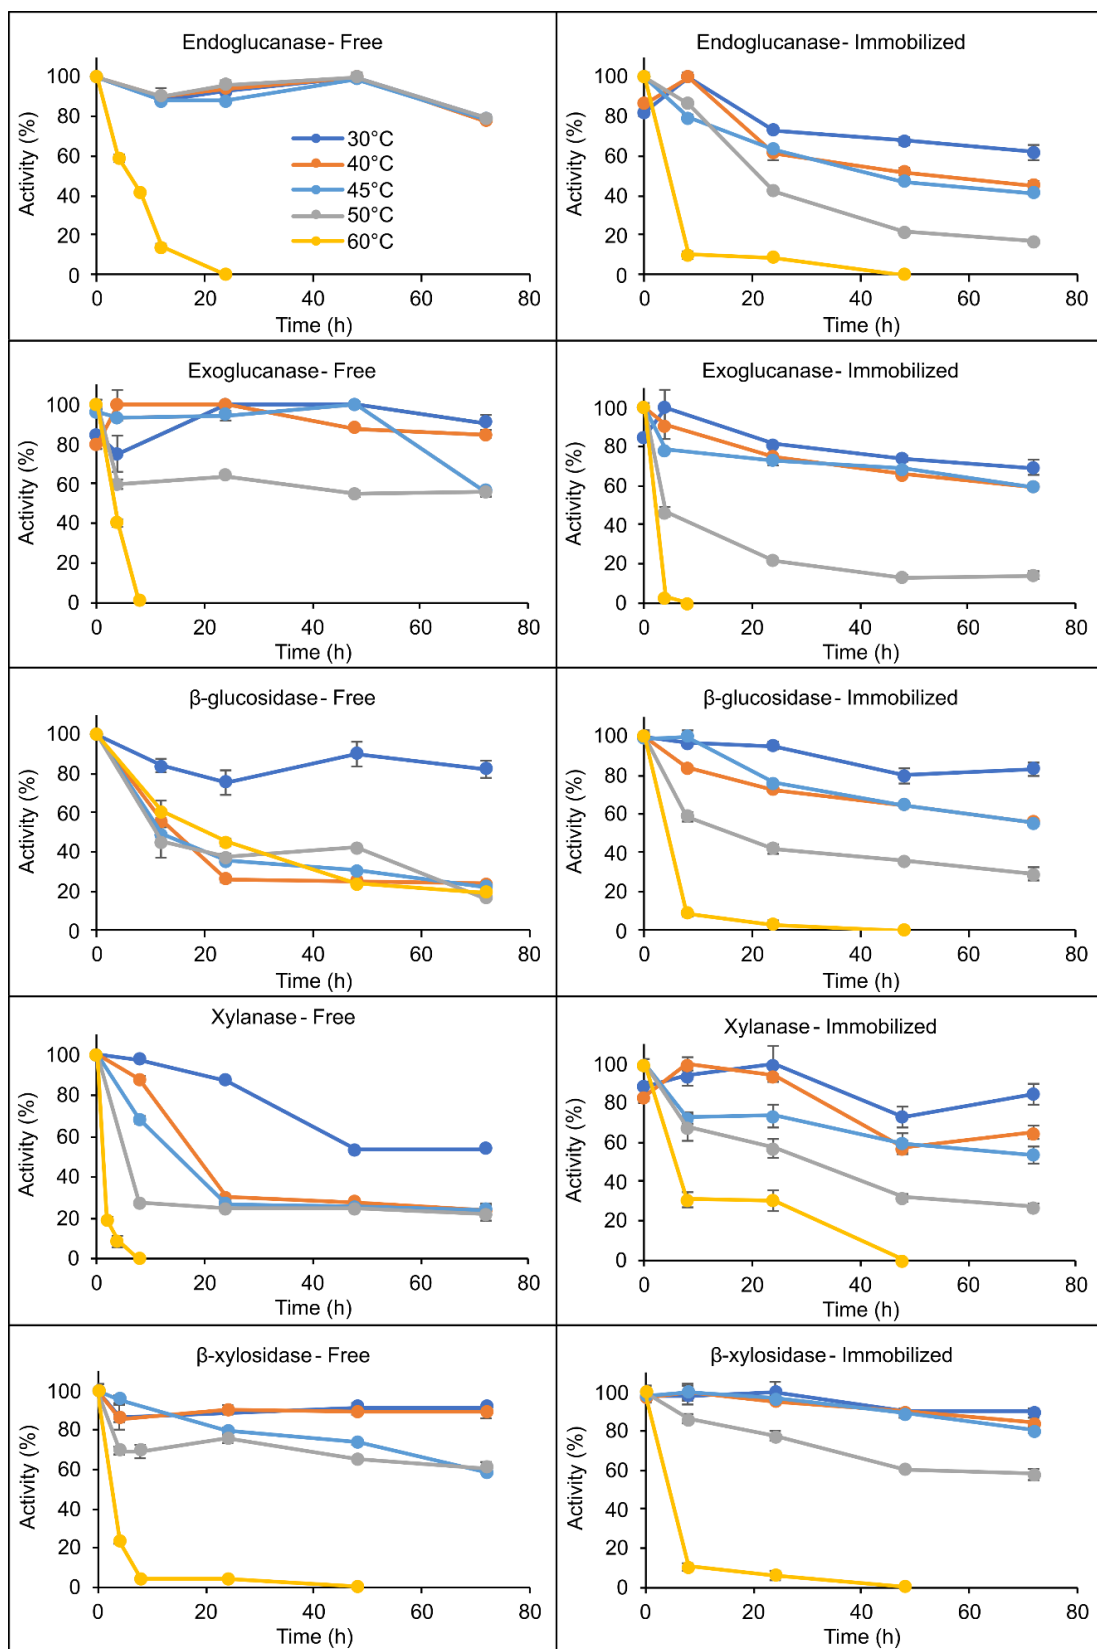 Endoglucanase - Free
100
80
60
40
20
0
Activity (%)
30°C
40°C
45°C
50°C
60°C
0 20 40 60 80
Time (h)
Endoglucanase - Immobilized
100
80
60
40
20
0
Activity (%)
0 20 40 60 80
Time (h)
Exoglucanase - Free
100
80
60
40
20
0
Activity (%)
0 20 40 60 80
Time (h)
Exoglucanase - Immobilized
100
80
60
40
20
0
Activity (%)
0 20 40 60 80
Time (h)
β-glucosidase - Free
100
80
60
40
20
0
Activity (%)
0 20 40 60 80
Time (h)
β-glucosidase - Immobilized
100
80
60
40
20
0
Activity (%)
0 20 40 60 80
Time (h)
Xylanase - Free
100
80
60
40
20
0
Activity (%)
0 20 40 60 80
Time (h)
Xylanase - Immobilized
100
80
60
40
20
0
Activity (%)
0 20 40 60 80
Time (h)
β-xylosidase - Free
100
80
60
40
20
0
Activity (%)
0 20 40 60 80
Time (h)
β-xylosidase - Immobilized
100
80
60
40
20
0
Activity (%)
0 20 40 60 80
Time (h)